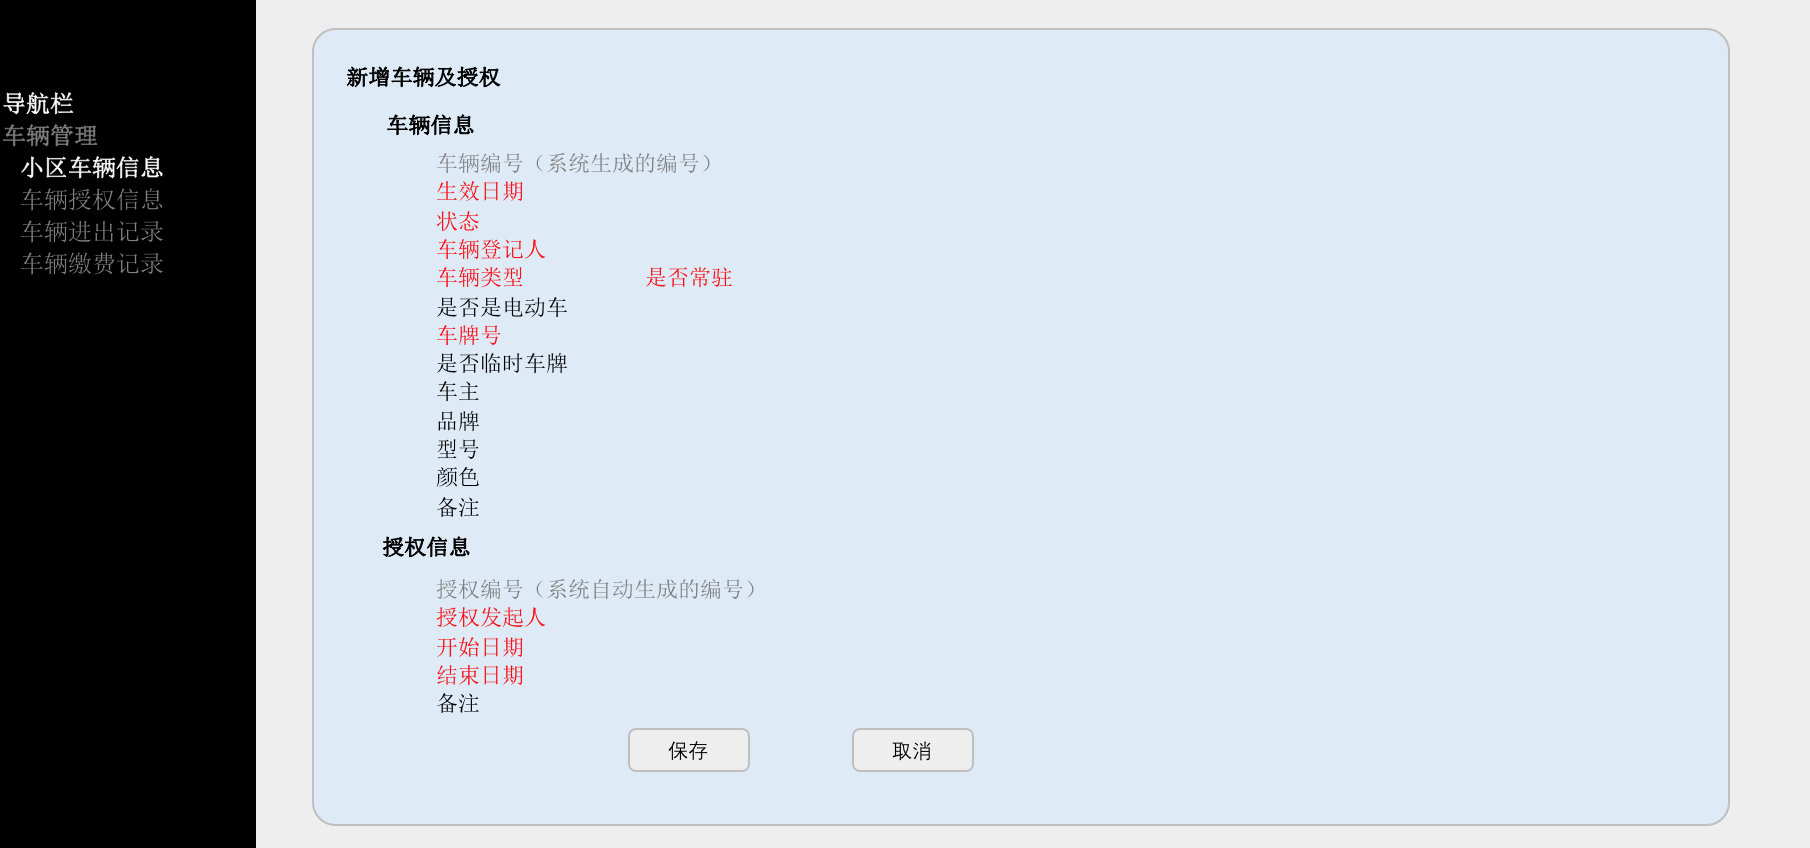 导航栏
车辆管理
小区车辆信息
车辆授权信息
车辆进出记录
车辆缴费记录
新增车辆及授权
车辆信息
车辆编号（系统生成的编号）
生效日期
状态
车辆登记人
车辆类型 是否常驻
是否是电动车
车牌号
是否临时车牌
车主
品牌
型号
颜色
备注
授权信息
授权编号（系统自动生成的编号）
授权发起人
开始日期
结束日期
备注
保存 取消